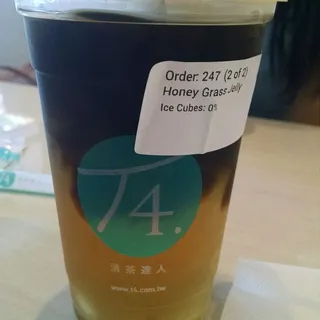 Order: 247 (2 of 2)
Honey Grass Jelly
Ice Cubes: 0%
T4.
清茶達人
www.t4.com.tw